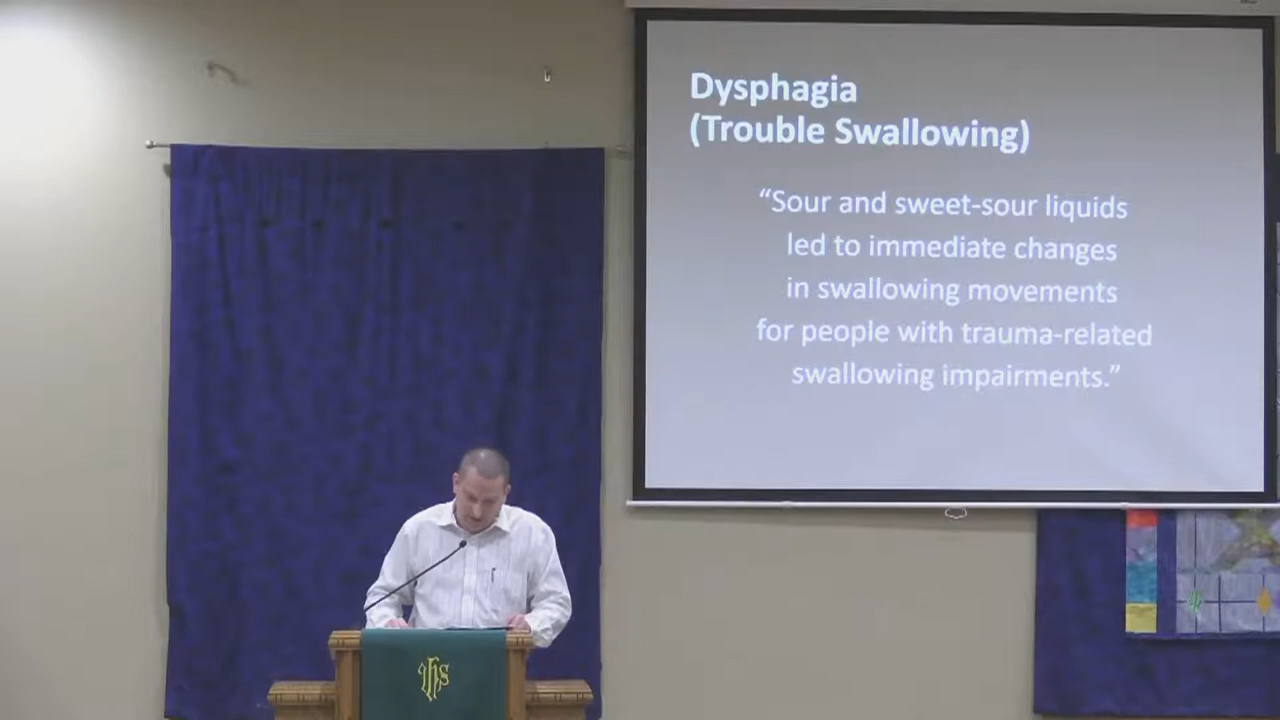 Dysphagia
(Trouble Swallowing)
“Sour and sweet-sour liquids
led to immediate changes
in swallowing movements
for people with trauma-related
swallowing impairments.”
IHS